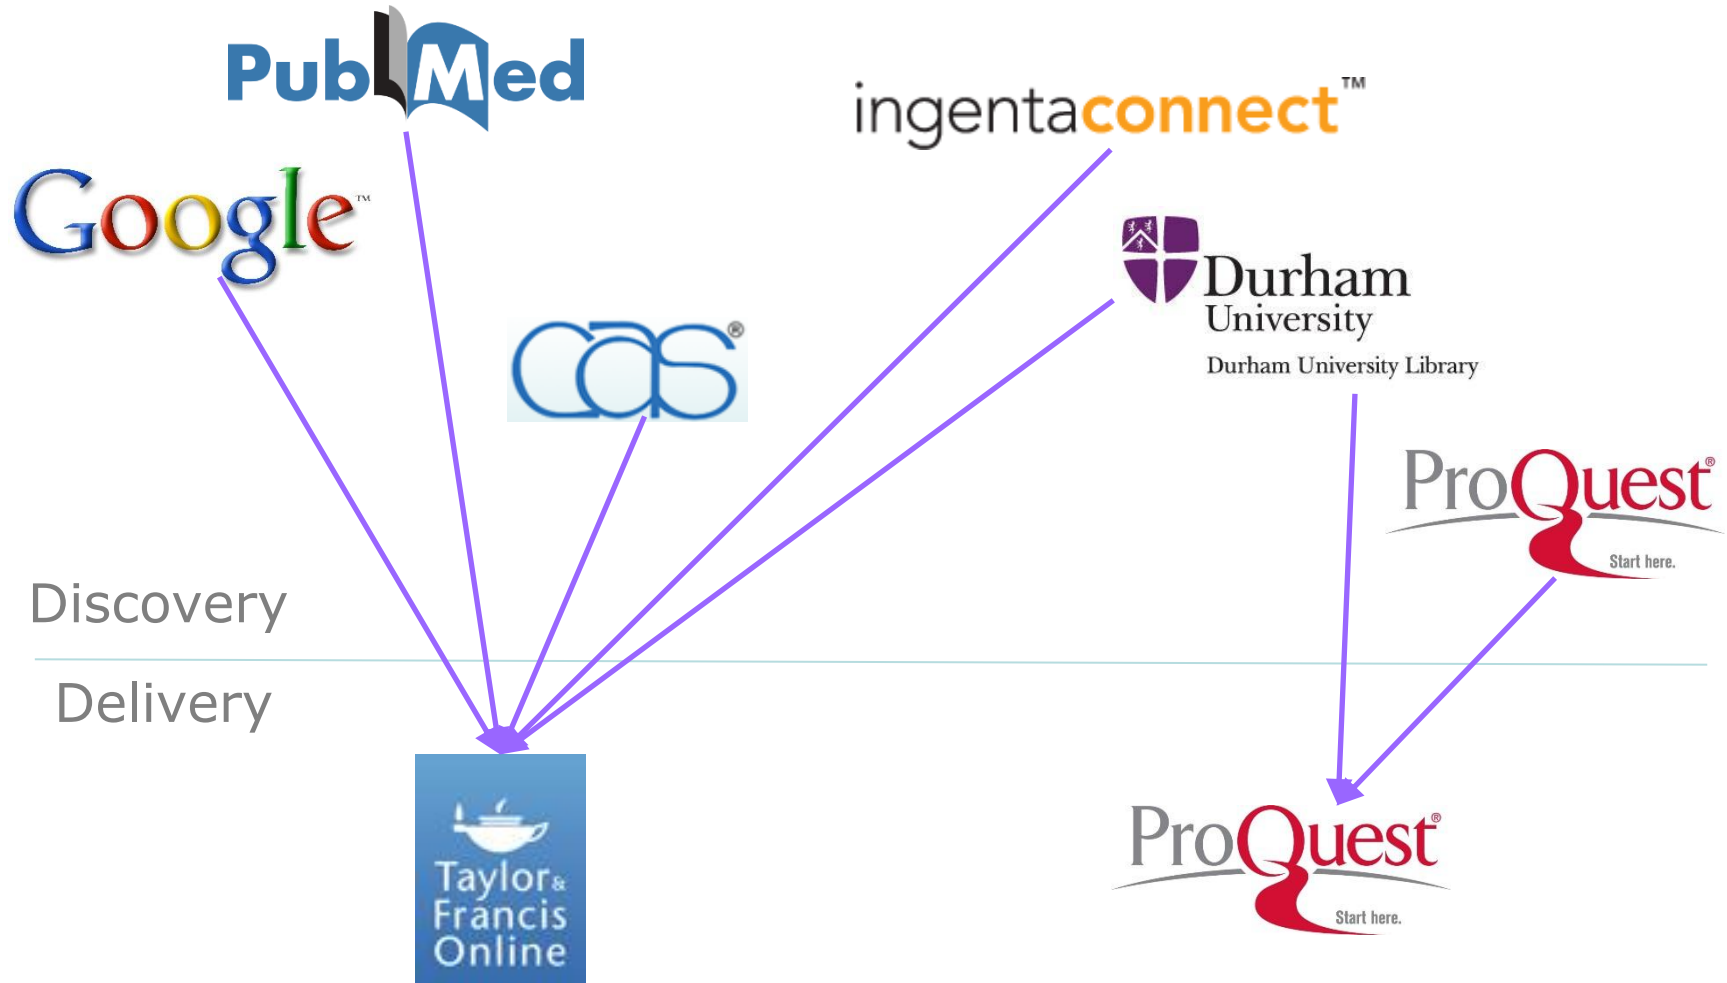 PubMed
ingentaconnect™
Google™
Durham
University
Durham University Library
cas®
ProQuest®
Start here.
Discovery
Delivery
Taylor &
Francis
Online
ProQuest®
Start here.